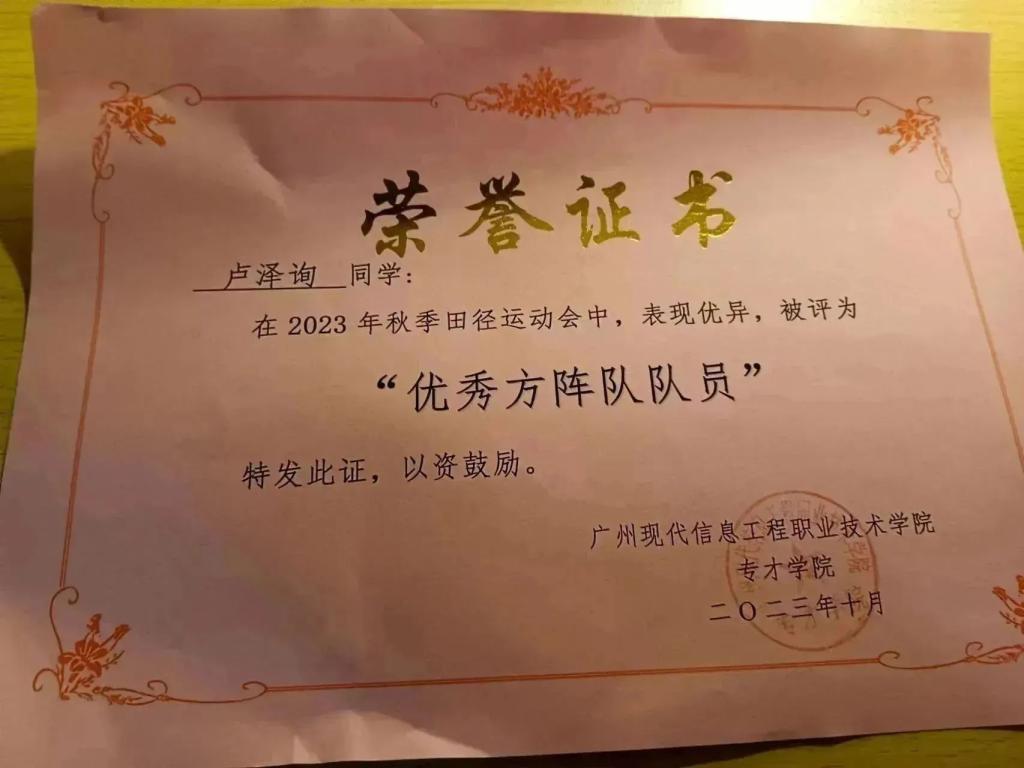 荣誉证书
卢泽询 同学：
在 2023 年秋季田径运动会中，表现优异，被评为
“优秀方阵队队员”
特发此证，以资鼓励。
广州现代信息工程职业技术学院
专才学院
二〇二三年十月